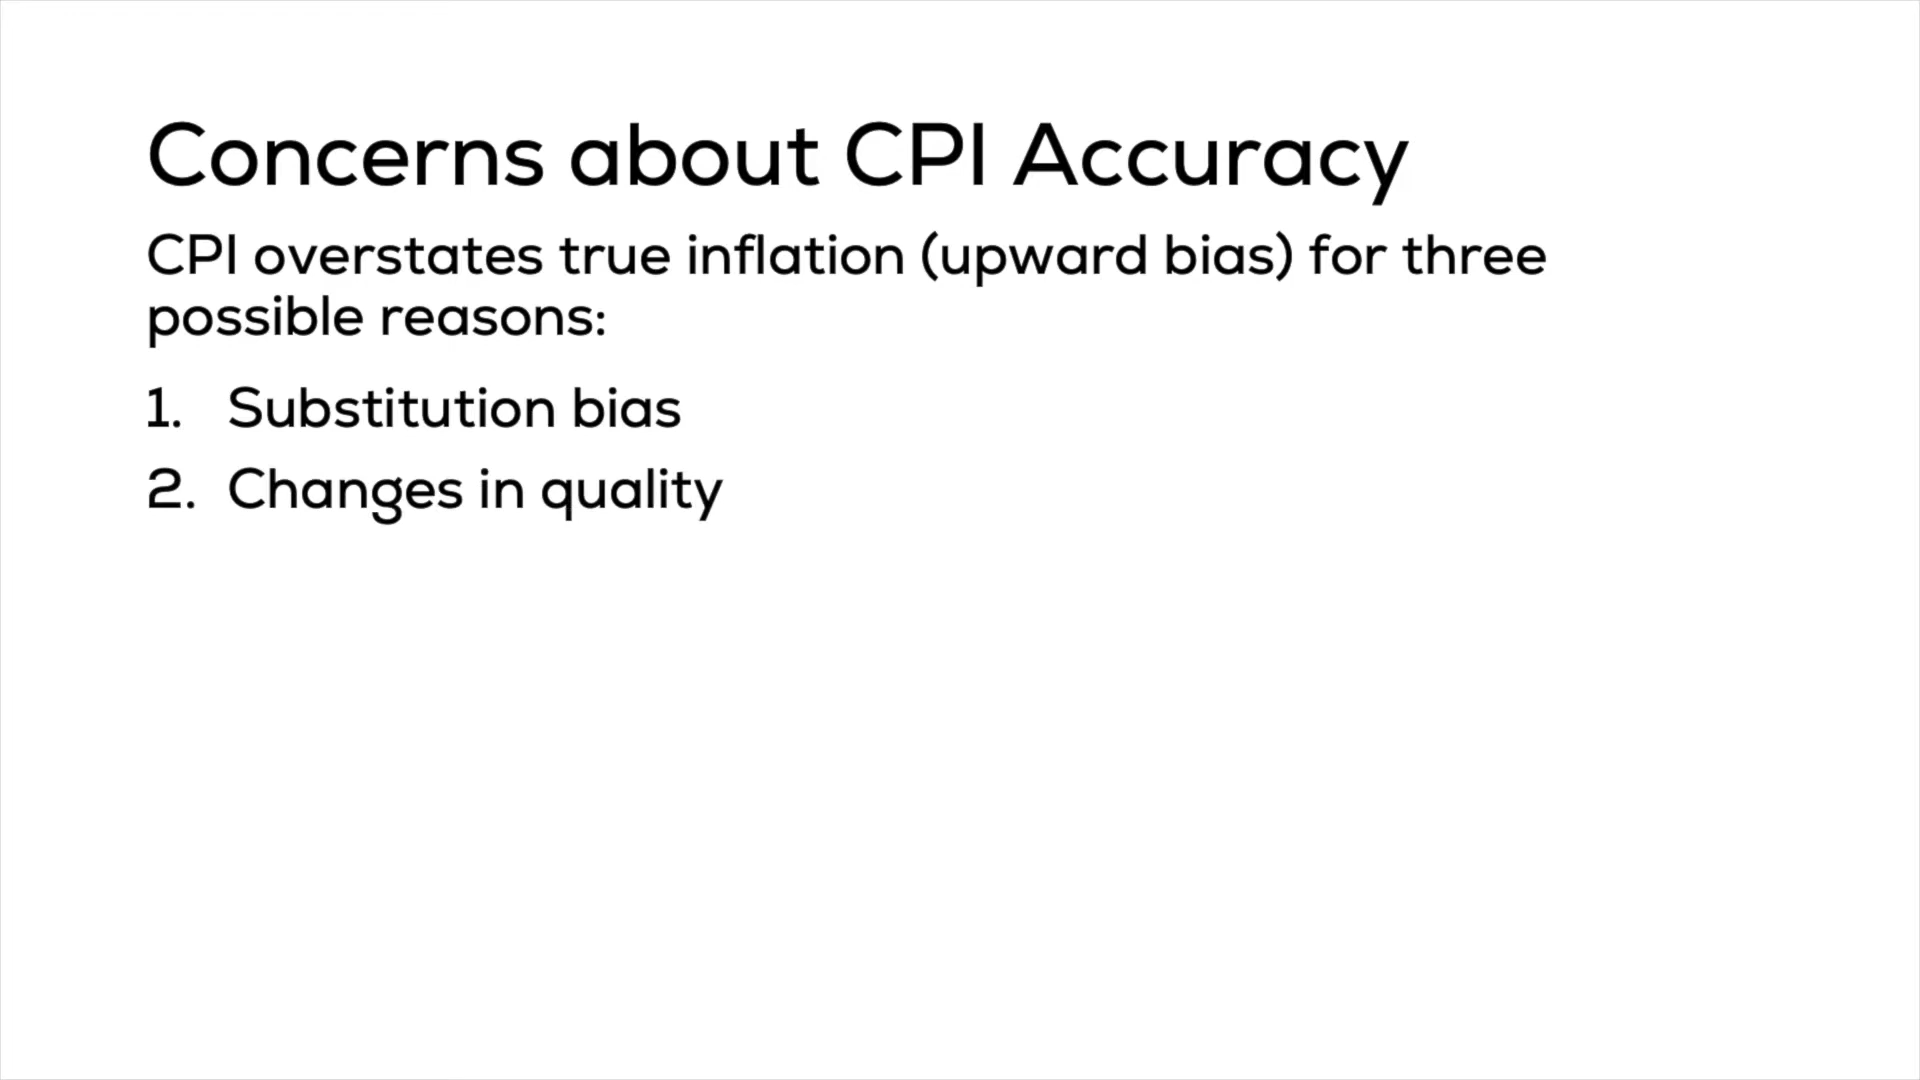 Concerns about CPI Accuracy
CPI overstates true inflation (upward bias) for three
possible reasons:
1. Substitution bias
2. Changes in quality